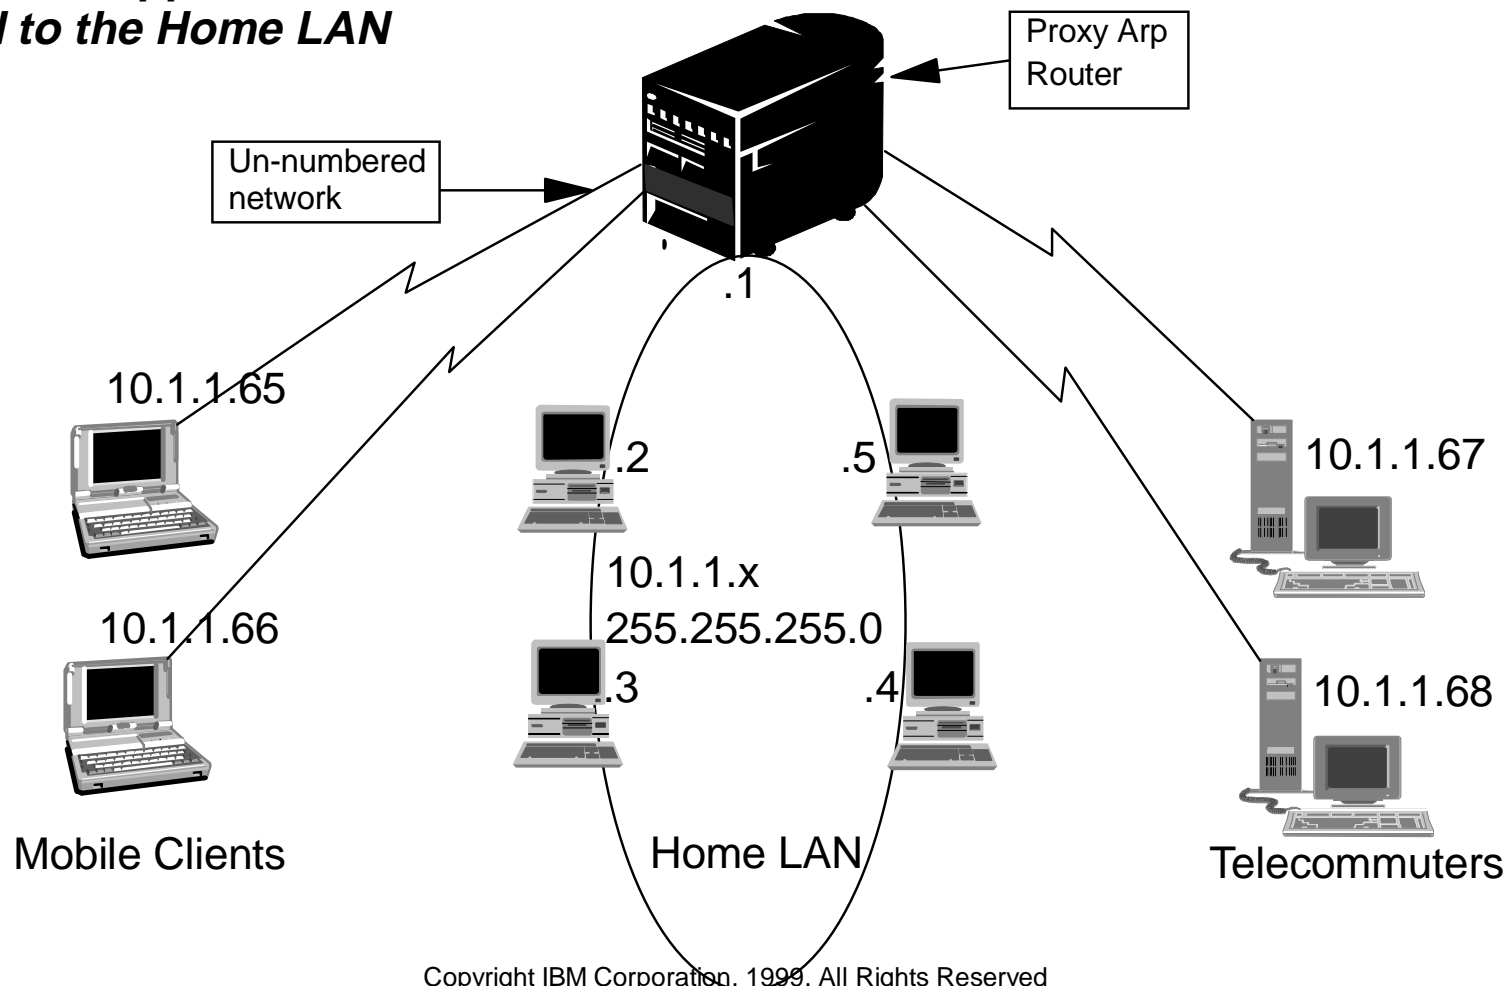 to the Home LAN
Proxy Arp
Router
Un-numbered
network
.1
10.1.1.65
.2
.5
10.1.1.67
10.1.1.x
255.255.255.0
10.1.1.66
.3
.4
10.1.1.68
Mobile Clients
Home LAN
Telecommuters
Copyright IBM Corporation, 1999. All Rights Reserved